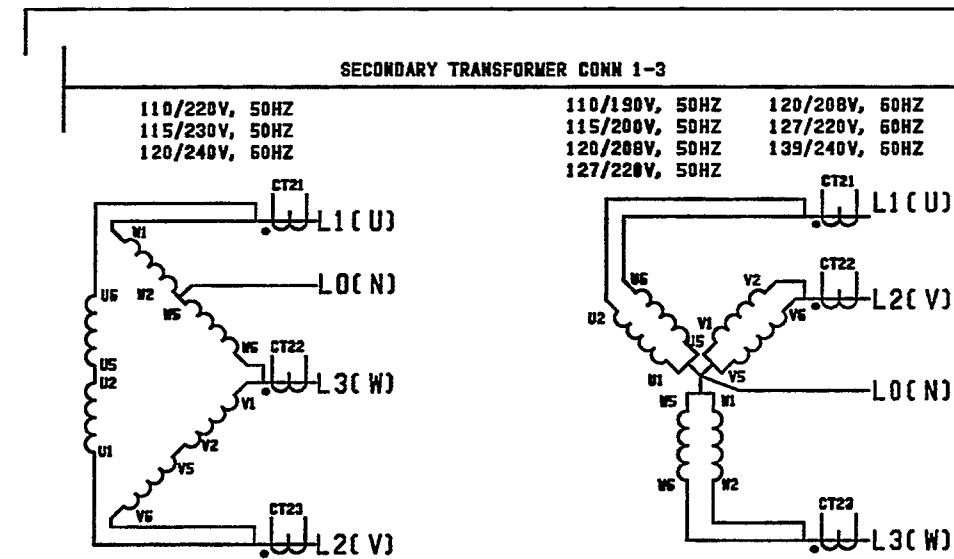 SECONDARY TRANSFORMER CONN 1-3
110/220V, 50HZ
115/230V, 50HZ
120/240V, 60HZ
110/190V, 50HZ
115/200V, 50HZ
120/208V, 50HZ
127/220V, 50HZ
120/208V, 60HZ
127/220V, 60HZ
139/240V, 60HZ
CT21
L1(U)
W1
W2
L0(N)
W5
W6
U6
U5
U2
U1
CT22
L3(W)
V1
V2
V5
V6
CT23
L2(V)
CT21
L1(U)
CT22
L2(V)
U6
U2
V2
V6
V1
U5
U1
V5
L0(N)
W5
W1
W6
W2
CT23
L3(W)